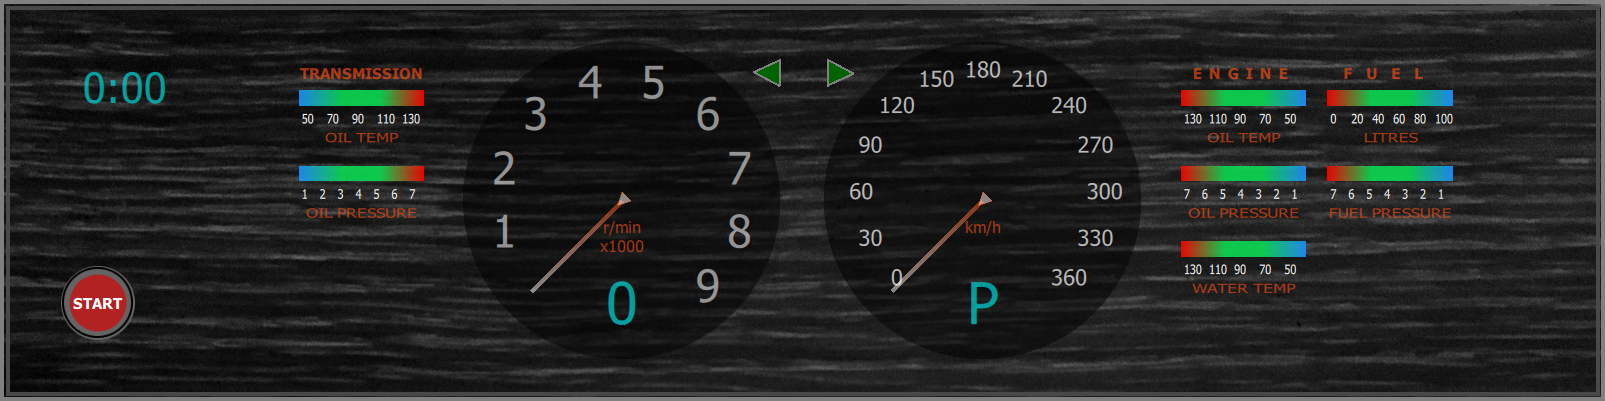 0:00
START
TRANSMISSION
50 70 90 110 130
OIL TEMP
1 2 3 4 5 6 7
OIL PRESSURE
1 2 3 4 5 6 7 8 9
r/min
x1000
0
0 30 60 90 120 150 180 210 240 270 300 330 360
km/h
P
ENGINE
130 110 90 70 50
OIL TEMP
7 6 5 4 3 2 1
OIL PRESSURE
130 110 90 70 50
WATER TEMP
FUEL
0 20 40 60 80 100
LITRES
7 6 5 4 3 2 1
FUEL PRESSURE